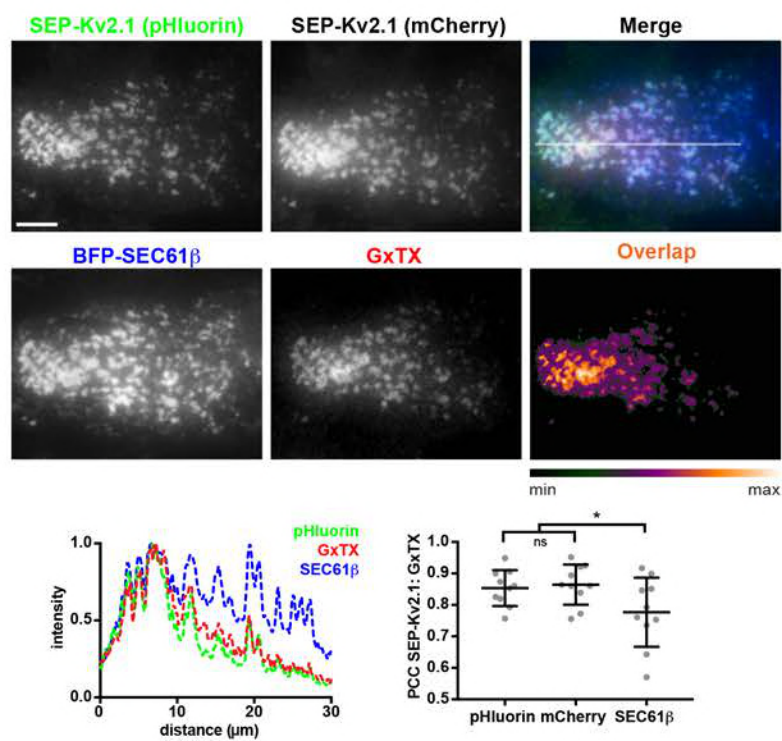 SEP-Kv2.1 (pHluorin) SEP-Kv2.1 (mCherry) Merge
BFP-SEC61β GxTX Overlap
min max
pHluorin
GxTX
SEC61β
intensity
1.0
0.5
0.0
0 10 20 30
distance (µm)
PCC SEP-Kv2.1: GxTX
1.0
0.9
0.8
0.7
0.6
0.5
ns
*
pHluorin mCherry SEC61β